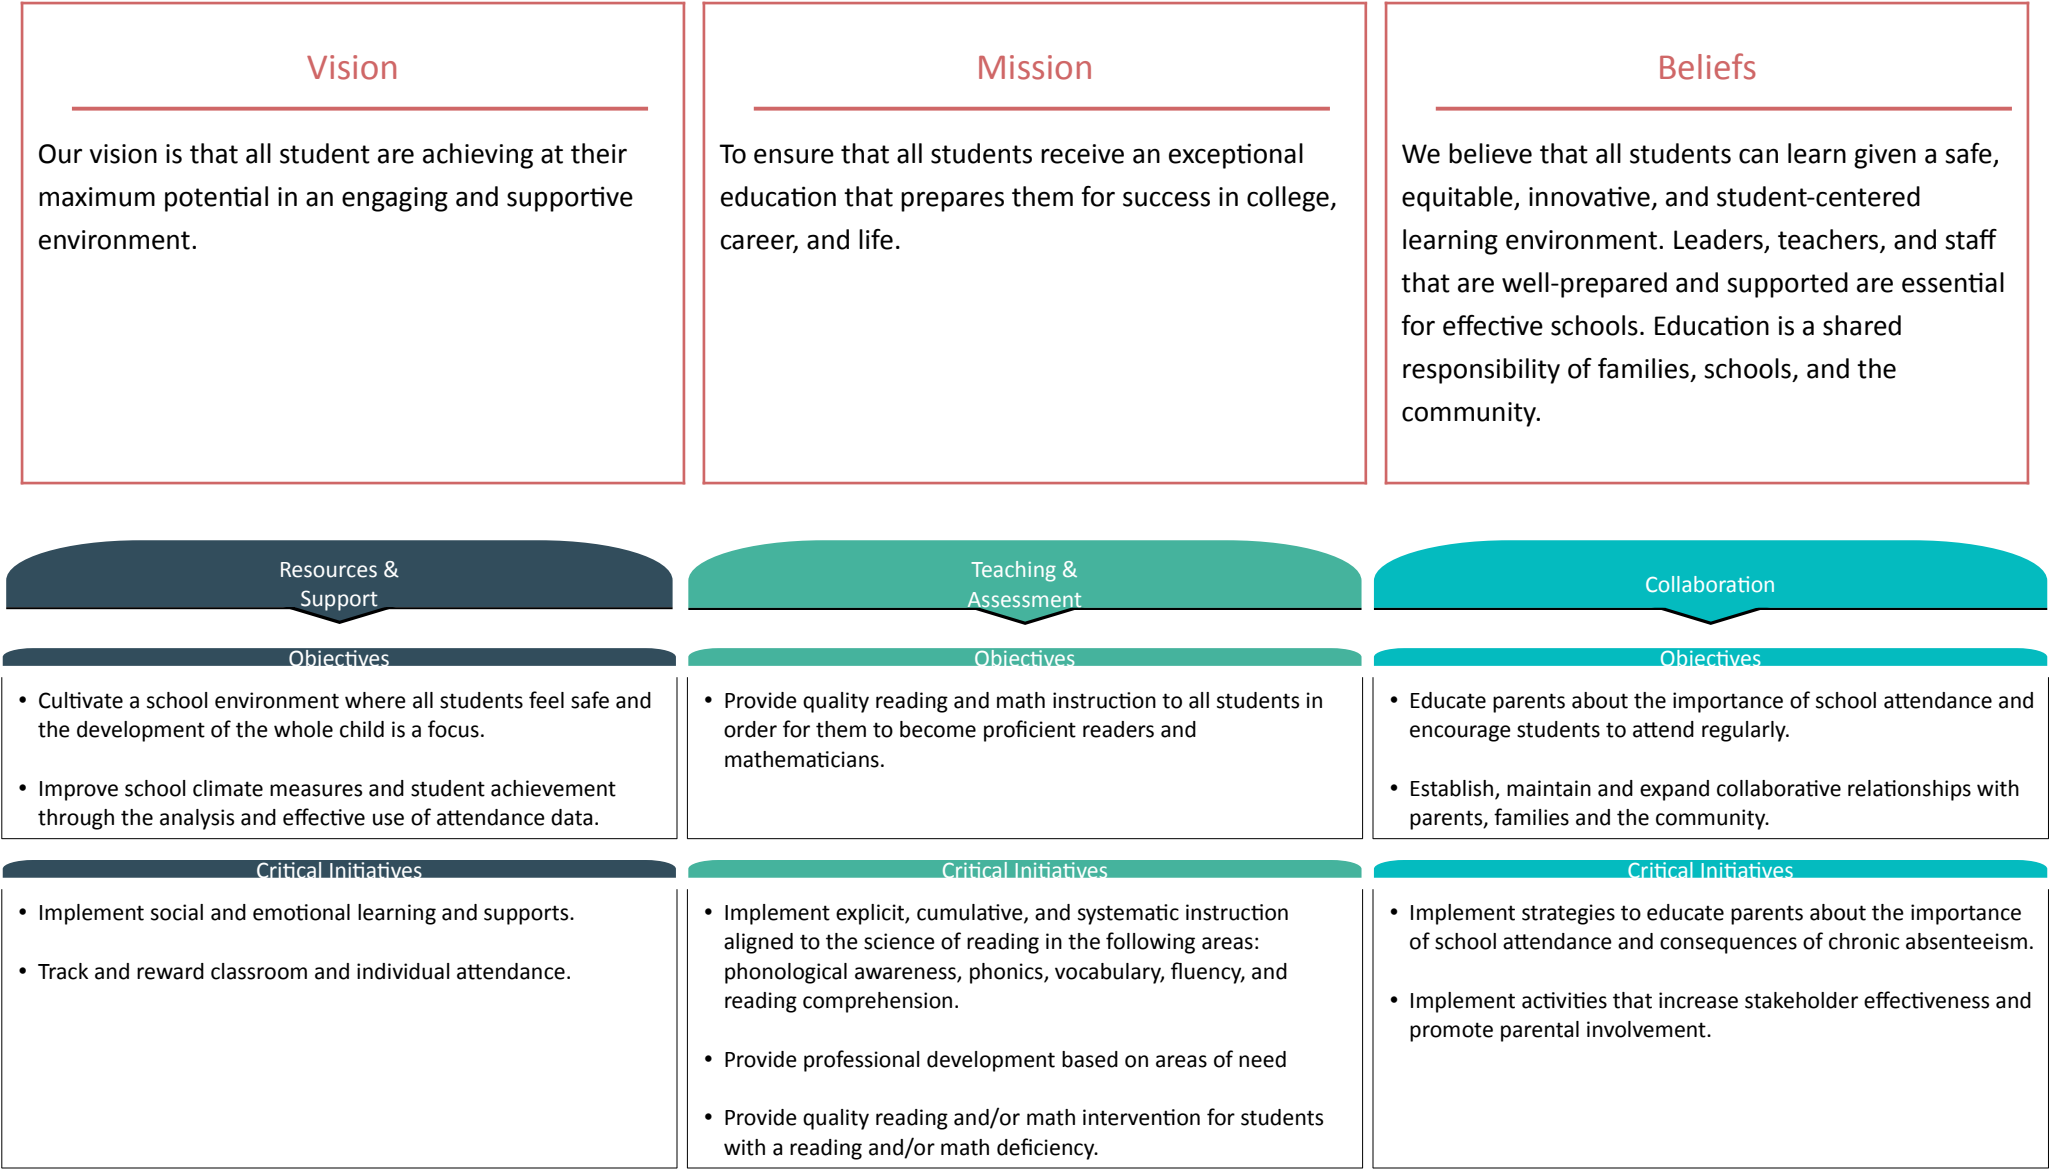 Vision
Our vision is that all student are achieving at their
maximum potential in an engaging and supportive
environment.
Mission
To ensure that all students receive an exceptional
education that prepares them for success in college,
career, and life.
Beliefs
We believe that all students can learn given a safe,
equitable, innovative, and student-centered
learning environment. Leaders, teachers, and staff
that are well-prepared and supported are essential
for effective schools. Education is a shared
responsibility of families, schools, and the
community.
Resources &
Support
Objectives
• Cultivate a school environment where all students feel safe and
the development of the whole child is a focus.
• Improve school climate measures and student achievement
through the analysis and effective use of attendance data.
Critical Initiatives
• Implement social and emotional learning and supports.
• Track and reward classroom and individual attendance.
Teaching &
Assessment
Objectives
• Provide quality reading and math instruction to all students in
order for them to become proficient readers and
mathematicians.
Critical Initiatives
• Implement explicit, cumulative, and systematic instruction
aligned to the science of reading in the following areas:
phonological awareness, phonics, vocabulary, fluency, and
reading comprehension.
• Provide professional development based on areas of need
• Provide quality reading and/or math intervention for students
with a reading and/or math deficiency.
Collaboration
Objectives
• Educate parents about the importance of school attendance and
encourage students to attend regularly.
• Establish, maintain and expand collaborative relationships with
parents, families and the community.
Critical Initiatives
• Implement strategies to educate parents about the importance
of school attendance and consequences of chronic absenteeism.
• Implement activities that increase stakeholder effectiveness and
promote parental involvement.